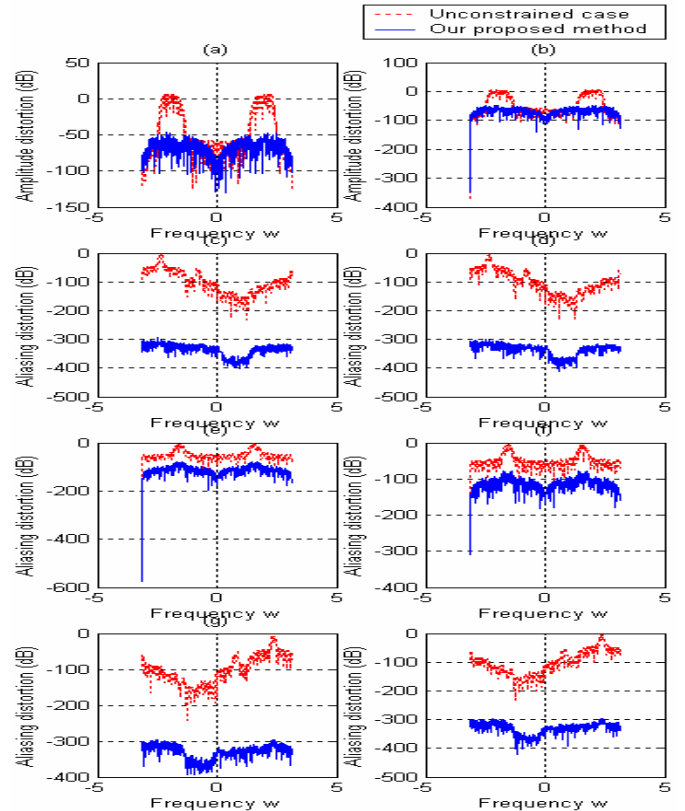 Unconstrained case
Our proposed method
(a)
(b)
50
0
-50
-100
-150
Amplitude distortion (dB)
-5
0
5
Frequency w
100
0
-100
-200
-300
-400
Amplitude distortion (dB)
-5
0
5
Frequency w
(c)
(d)
0
-100
-200
-300
-400
-500
Aliasing distortion (dB)
-5
0
5
Frequency w
0
-100
-200
-300
-400
-500
Aliasing distortion (dB)
-5
0
5
Frequency w
(e)
(f)
0
-200
-400
-600
Aliasing distortion (dB)
-5
0
5
Frequency w
0
-100
-200
-300
-400
Aliasing distortion (dB)
-5
0
5
Frequency w
(g)
0
-100
-200
-300
-400
Aliasing distortion (dB)
-5
0
5
Frequency w
0
-100
-200
-300
-400
-500
Aliasing distortion (dB)
-5
0
5
Frequency w